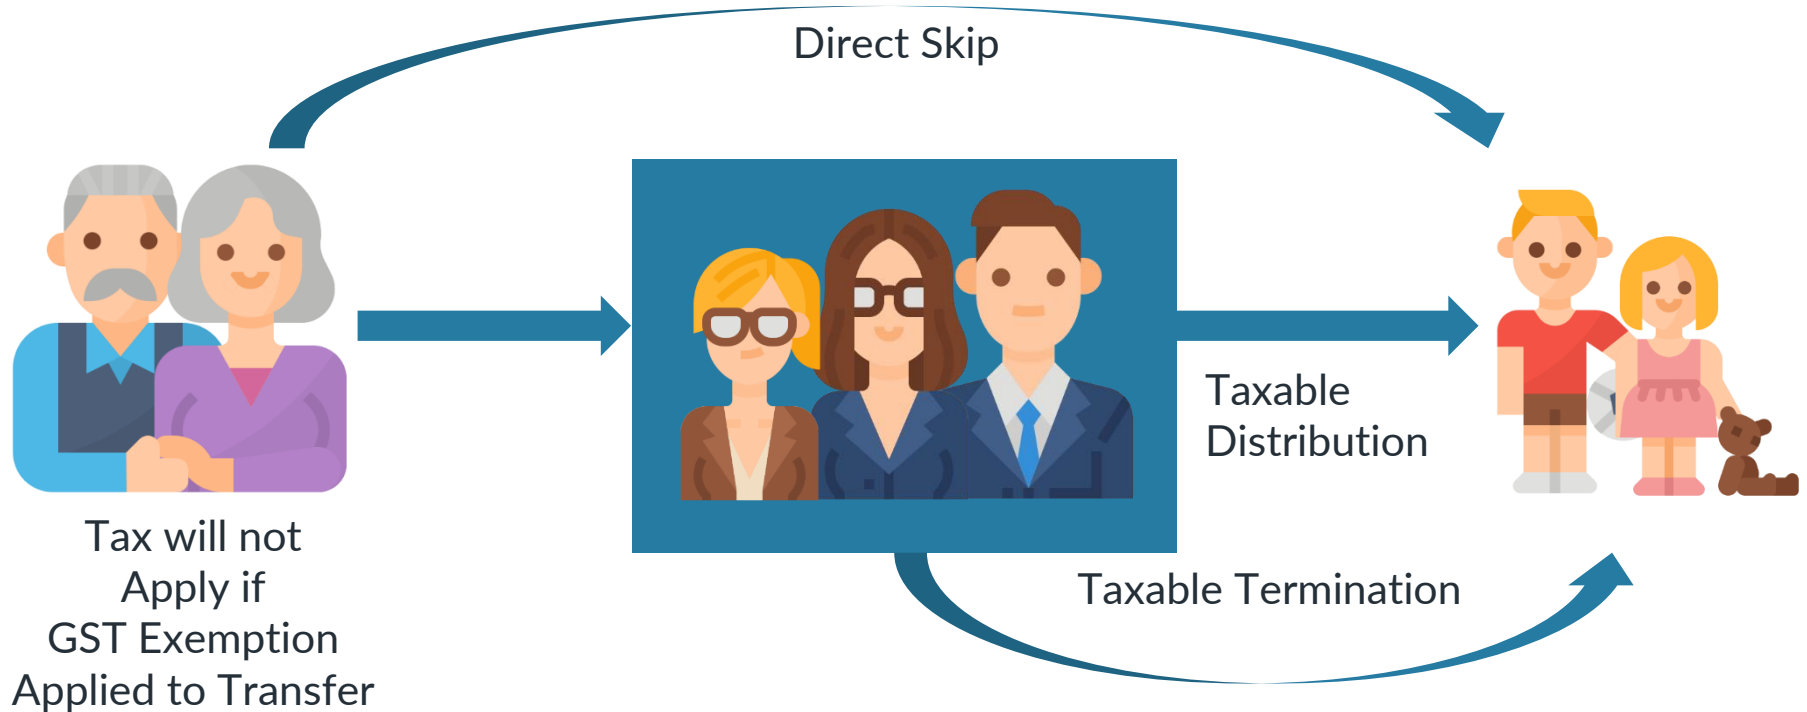 Direct Skip
Taxable
Distribution
Tax will not
Apply if
GST Exemption
Applied to Transfer
Taxable Termination